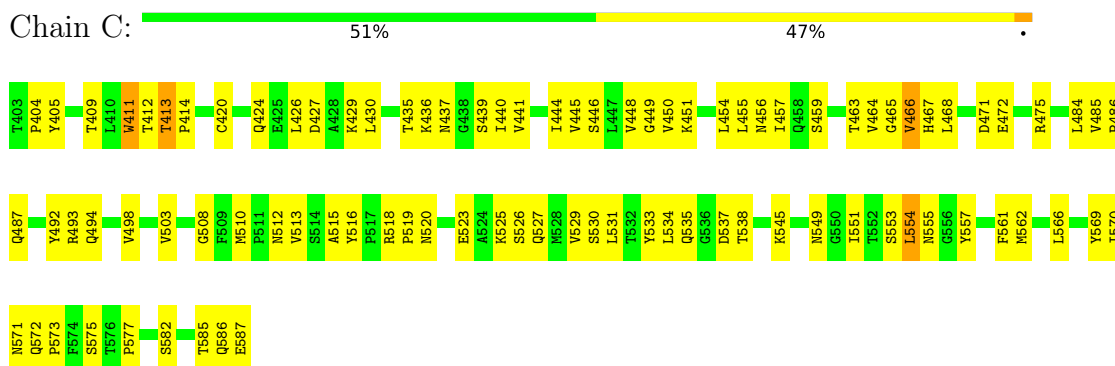 Chain C:
51% 47% •
T403 P404 Y405 T409 L410 W411 T412 T413 P414 C420 Q424 E425 L426 D427 A428 K429 L430 T435 K436 N437 G438 S439 I440 V441 I444 V445 S446 L447 V448 G449 V450 K451 L454 L455 N456 I457 Q458 S459 T463 V464 G465 V466 H467 L468 D471 E472 R475 L484 V485
Q487 Y492 R493 Q494 V498 V503 G508 F509 M510 P511 N512 V513 S514 A515 Y516 P517 R518 P519 N520 E523 A524 K525 S526 Q527 M528 V529 S530 L531 T532 Y533 L534 Q535 G536 D537 T538 K545 N549 G550 I551 T552 S553 L554 N555 G556 Y557 F561 M562 L566 Y569
N571 Q572 P573 F574 S575 T576 P577 S582 T585 Q586 E587